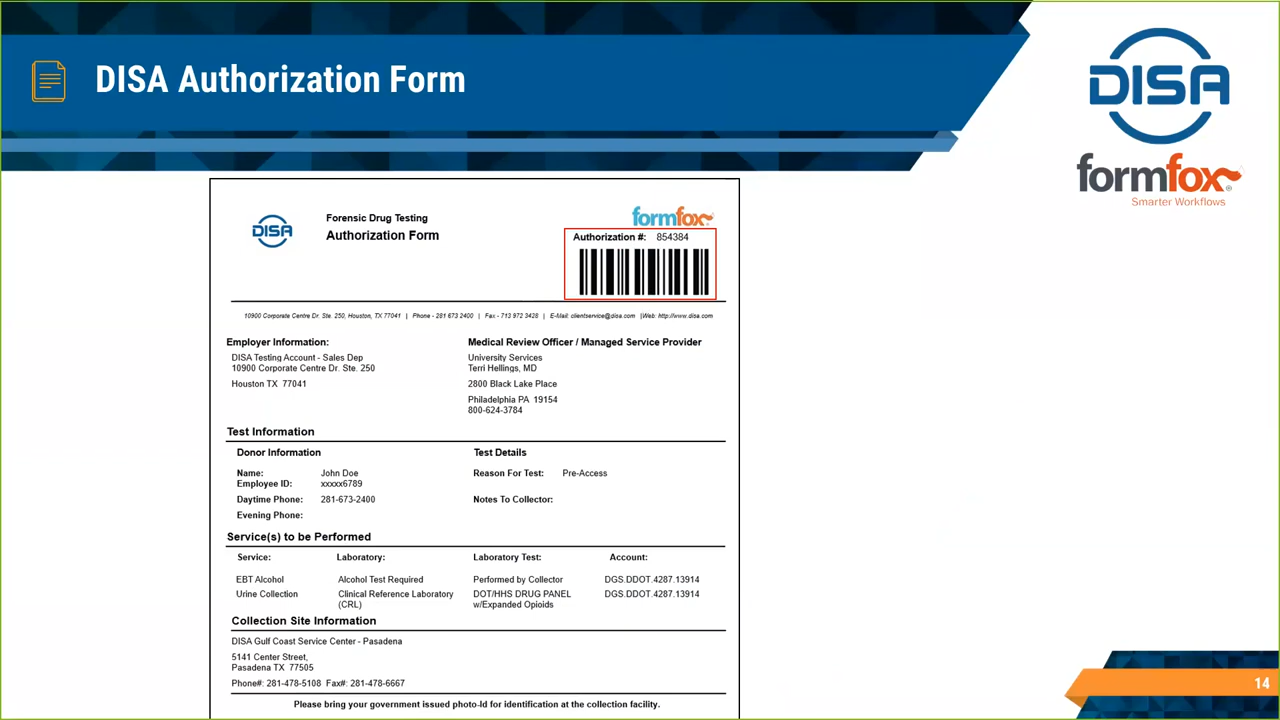 DISA Authorization Form
DISA
formfox®
Smarter Workflows
DISA
Forensic Drug Testing
Authorization Form
formfox
Authorization #: 854384
10900 Corporate Centre Dr. Ste. 250, Houston, TX 77041 | Phone - 281 673 2400 | Fax - 713 972 3428 | E-Mail: clientservice@disa.com |Web: http://www.disa.com
Employer Information:
DISA Testing Account - Sales Dep
10900 Corporate Centre Dr. Ste. 250
Houston TX 77041
Medical Review Officer / Managed Service Provider
University Services
Terri Hellings, MD
2800 Black Lake Place
Philadelphia PA 19154
800-624-3784
Test Information
Donor Information
Name: John Doe
Employee ID: xxxxx6789
Daytime Phone: 281-673-2400
Evening Phone:
Test Details
Reason For Test: Pre-Access
Notes To Collector:
Service(s) to be Performed
Service: Laboratory: Laboratory Test: Account:
EBT Alcohol Alcohol Test Required Performed by Collector DGS.DDOT.4287.13914
Urine Collection Clinical Reference Laboratory DOT/HHS DRUG PANEL DGS.DDOT.4287.13914
(CRL) w/Expanded Opioids
Collection Site Information
DISA Gulf Coast Service Center - Pasadena
5141 Center Street,
Pasadena TX 77505
Phone#: 281-478-5108 Fax#: 281-478-6667
Please bring your government issued photo-Id for identification at the collection facility.
14